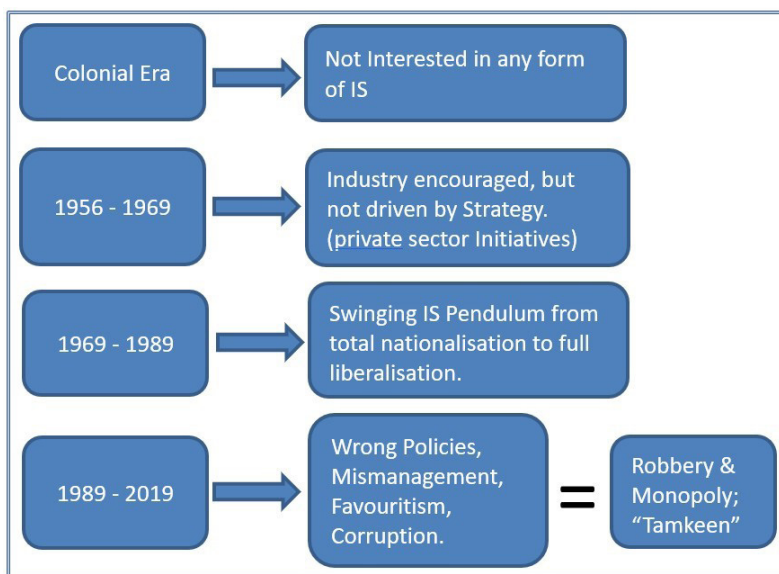 Colonial Era
Not Interested in any form
of IS
1956 - 1969
Industry encouraged, but
not driven by Strategy.
(private sector Initiatives)
1969 - 1989
Swinging IS Pendulum from
total nationalisation to full
liberalisation.
1989 - 2019
Wrong Policies,
Mismanagement,
Favouritism,
Corruption.
=
Robbery &
Monopoly;
“Tamkeen”